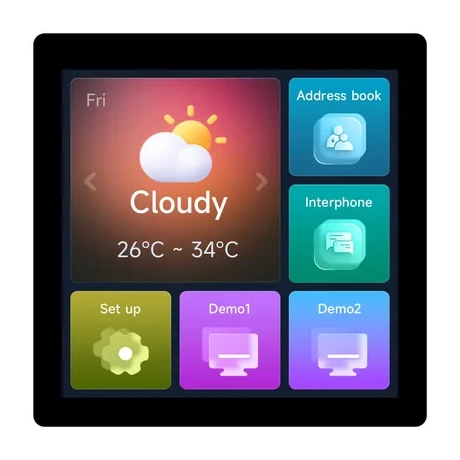 Fri
Cloudy
26°C ~ 34°C
Address book
Interphone
Set up
Demo1
Demo2